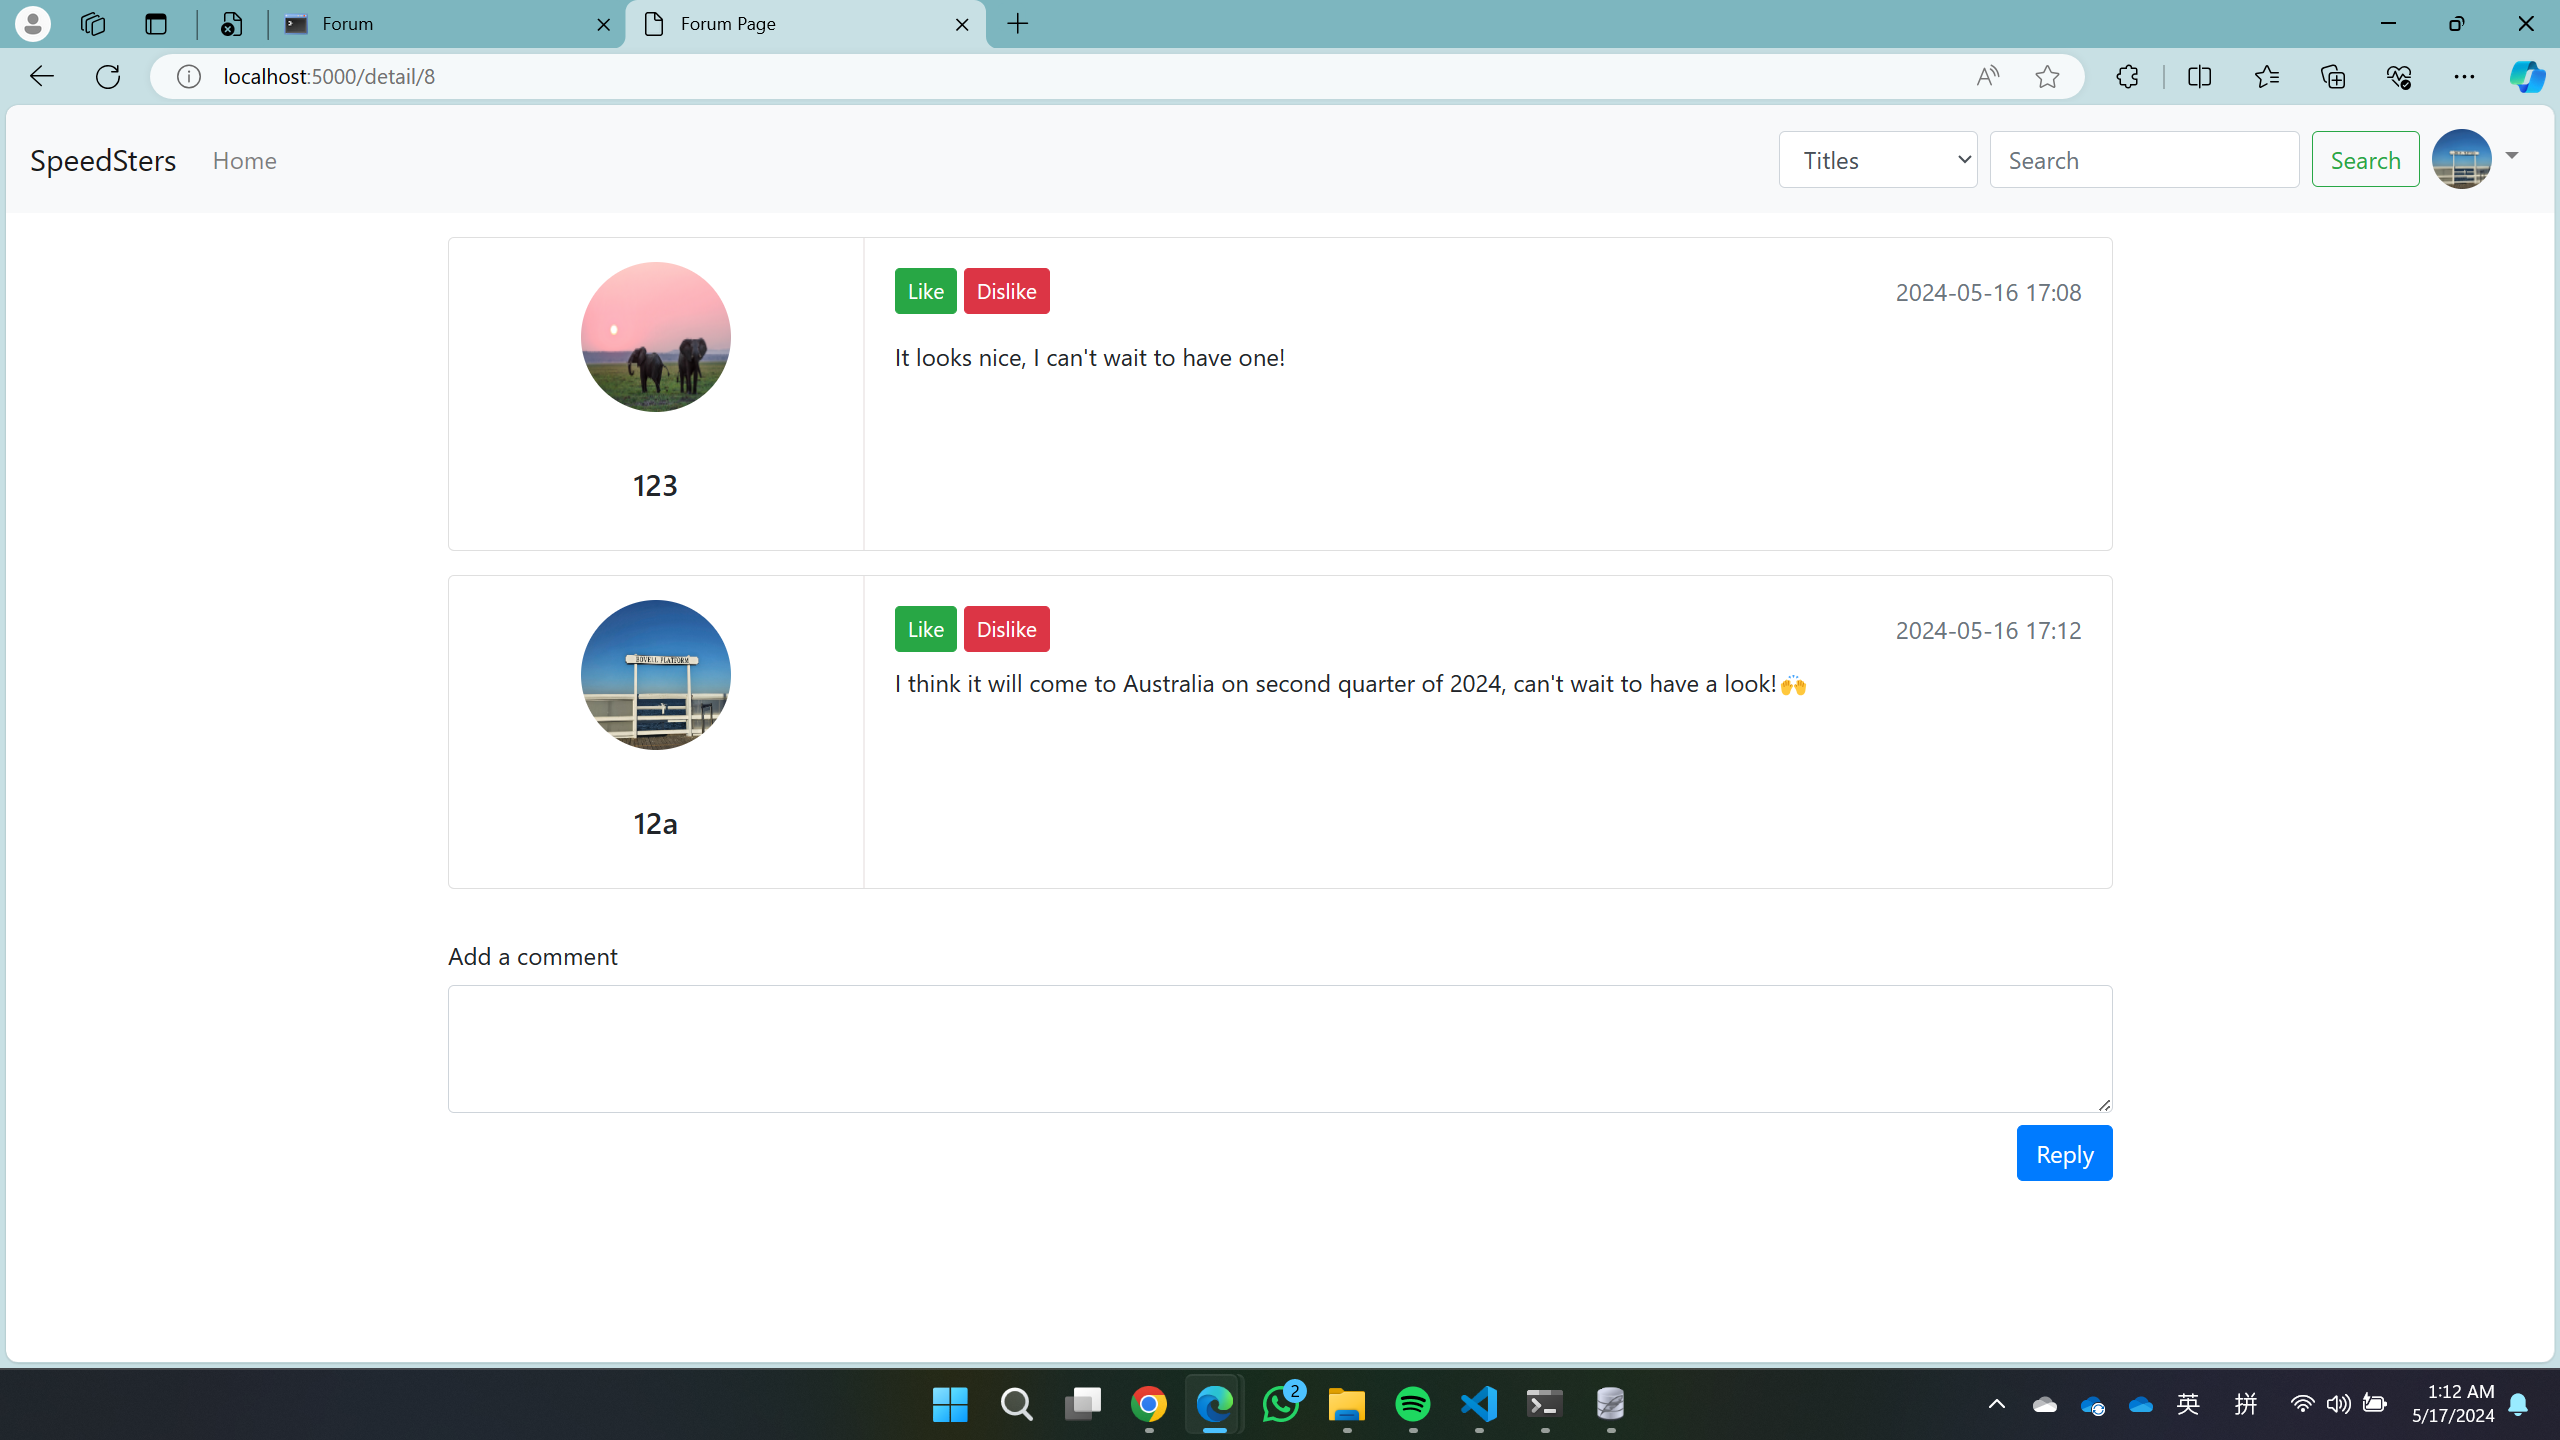 Forum
Forum Page
localhost:5000/detail/8
SpeedSters
Home
Titles
Search
Search
Like
Dislike
2024-05-16 17:08
It looks nice, I can't wait to have one!
123
BOVELL PLATFORM
Like
Dislike
2024-05-16 17:12
I think it will come to Australia on second quarter of 2024, can't wait to have a look!🙌
12a
Add a comment
Reply
2
英
拼
1:12 AM
5/17/2024